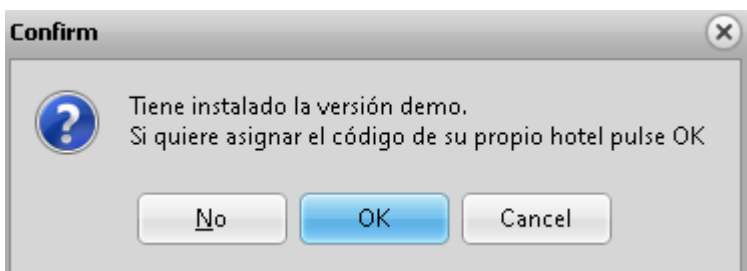 Confirm
Tiene instalado la versión demo.
Si quiere asignar el código de su propio hotel pulse OK
No
OK
Cancel